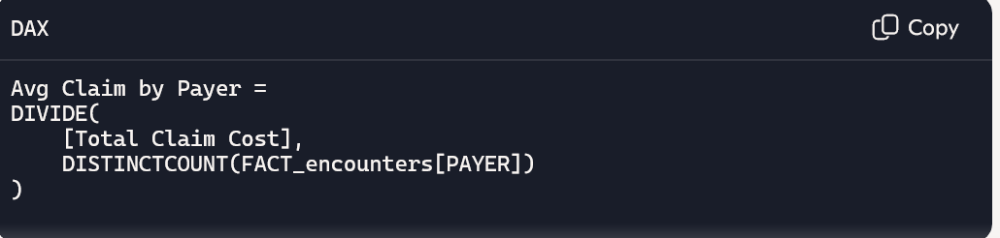 DAX
Copy
Avg Claim by Payer =
DIVIDE(
    [Total Claim Cost],
    DISTINCTCOUNT(FACT_encounters[PAYER])
)